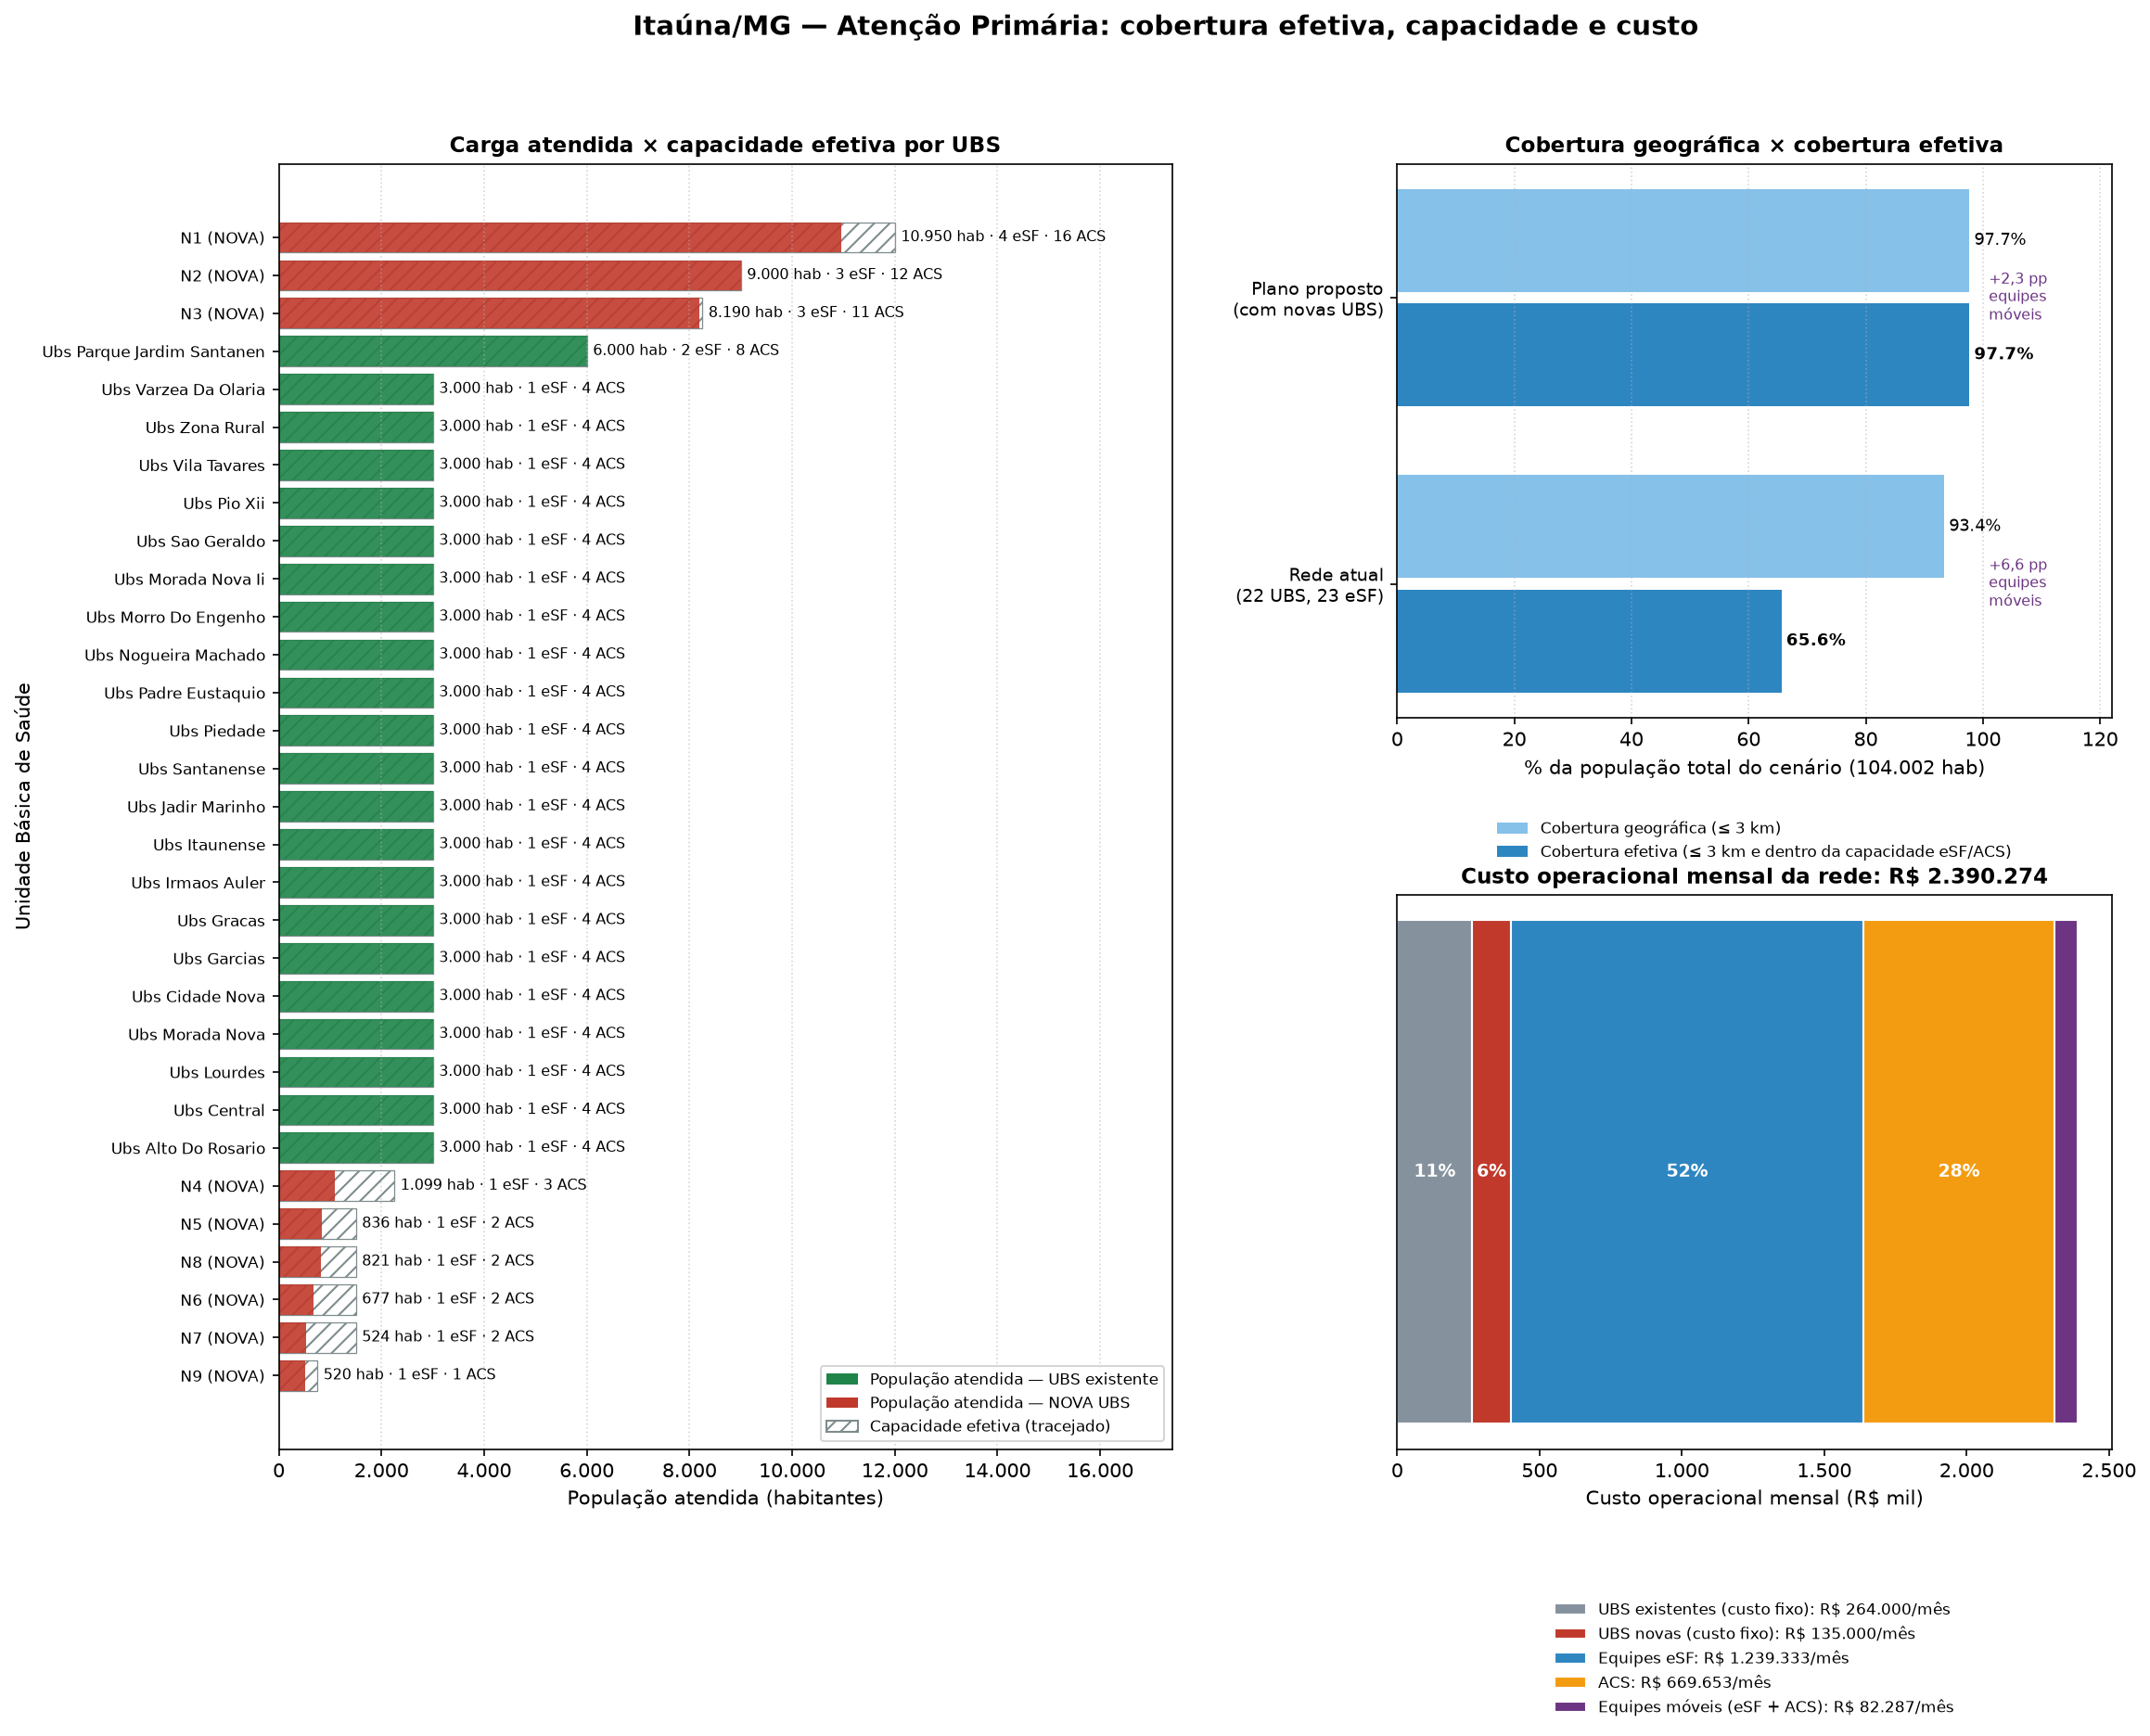 Itaúna/MG — Atenção Primária: cobertura efetiva, capacidade e custo
Carga atendida × capacidade efetiva por UBS
Unidade Básica de Saúde
N1 (NOVA) 10.950 hab · 4 eSF · 16 ACS
N2 (NOVA) 9.000 hab · 3 eSF · 12 ACS
N3 (NOVA) 8.190 hab · 3 eSF · 11 ACS
Ubs Parque Jardim Santanen 6.000 hab · 2 eSF · 8 ACS
Ubs Varzea Da Olaria 3.000 hab · 1 eSF · 4 ACS
Ubs Zona Rural 3.000 hab · 1 eSF · 4 ACS
Ubs Vila Tavares 3.000 hab · 1 eSF · 4 ACS
Ubs Pio Xii 3.000 hab · 1 eSF · 4 ACS
Ubs Sao Geraldo 3.000 hab · 1 eSF · 4 ACS
Ubs Morada Nova Ii 3.000 hab · 1 eSF · 4 ACS
Ubs Morro Do Engenho 3.000 hab · 1 eSF · 4 ACS
Ubs Nogueira Machado 3.000 hab · 1 eSF · 4 ACS
Ubs Padre Eustaquio 3.000 hab · 1 eSF · 4 ACS
Ubs Piedade 3.000 hab · 1 eSF · 4 ACS
Ubs Santanense 3.000 hab · 1 eSF · 4 ACS
Ubs Jadir Marinho 3.000 hab · 1 eSF · 4 ACS
Ubs Itaunense 3.000 hab · 1 eSF · 4 ACS
Ubs Irmaos Auler 3.000 hab · 1 eSF · 4 ACS
Ubs Gracas 3.000 hab · 1 eSF · 4 ACS
Ubs Garcias 3.000 hab · 1 eSF · 4 ACS
Ubs Cidade Nova 3.000 hab · 1 eSF · 4 ACS
Ubs Morada Nova 3.000 hab · 1 eSF · 4 ACS
Ubs Lourdes 3.000 hab · 1 eSF · 4 ACS
Ubs Central 3.000 hab · 1 eSF · 4 ACS
Ubs Alto Do Rosario 3.000 hab · 1 eSF · 4 ACS
N4 (NOVA) 1.099 hab · 1 eSF · 3 ACS
N5 (NOVA) 836 hab · 1 eSF · 2 ACS
N8 (NOVA) 821 hab · 1 eSF · 2 ACS
N6 (NOVA) 677 hab · 1 eSF · 2 ACS
N7 (NOVA) 524 hab · 1 eSF · 2 ACS
N9 (NOVA) 520 hab · 1 eSF · 1 ACS
População atendida — UBS existente
População atendida — NOVA UBS
Capacidade efetiva (tracejado)
0 2.000 4.000 6.000 8.000 10.000 12.000 14.000 16.000
População atendida (habitantes)
Cobertura geográfica × cobertura efetiva
Plano proposto
(com novas UBS)
97.7%
+2,3 pp
equipes
móveis
97.7%
Rede atual
(22 UBS, 23 eSF)
93.4%
+6,6 pp
equipes
móveis
65.6%
0 20 40 60 80 100 120
% da população total do cenário (104.002 hab)
Cobertura geográfica (≤ 3 km)
Cobertura efetiva (≤ 3 km e dentro da capacidade eSF/ACS)
Custo operacional mensal da rede: R$ 2.390.274
11% 6% 52% 28%
0 500 1.000 1.500 2.000 2.500
Custo operacional mensal (R$ mil)
UBS existentes (custo fixo): R$ 264.000/mês
UBS novas (custo fixo): R$ 135.000/mês
Equipes eSF: R$ 1.239.333/mês
ACS: R$ 669.653/mês
Equipes móveis (eSF + ACS): R$ 82.287/mês